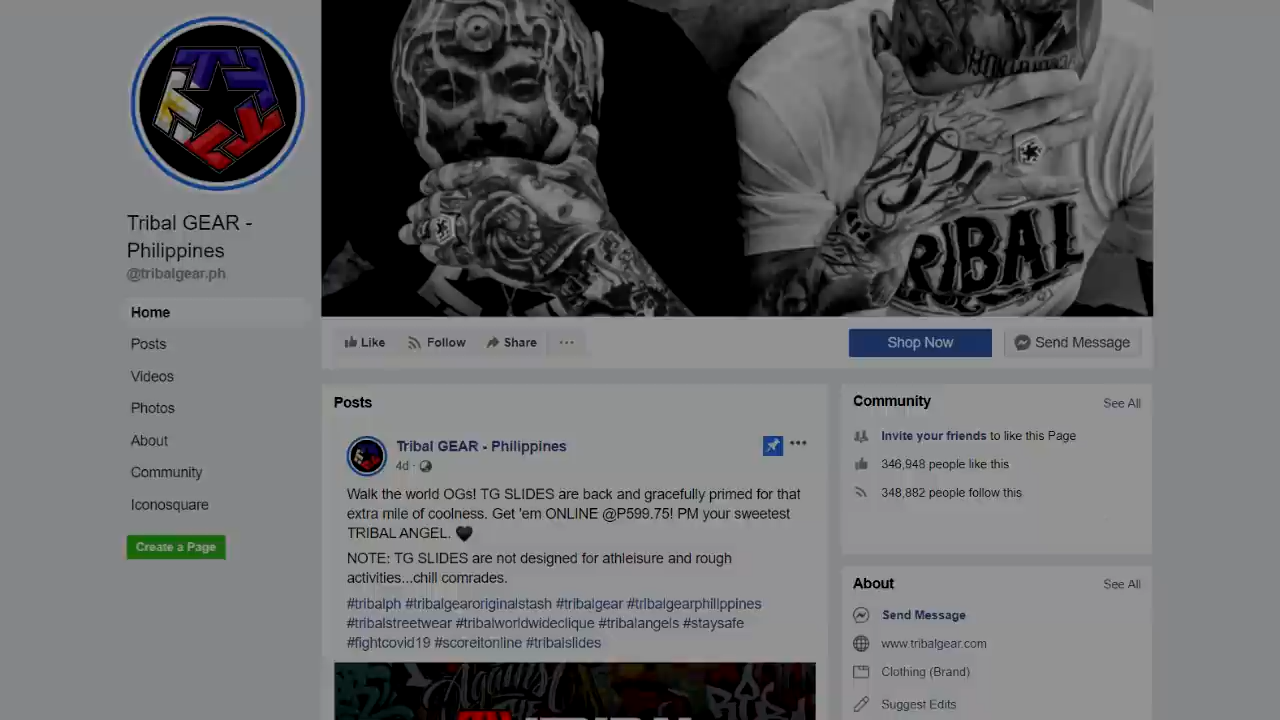 Tribal GEAR -
Philippines
@tribalgear.ph
Home
Posts
Videos
Photos
About
Community
Iconosquare
Create a Page
TRIBAL
Like
Follow
Share
...
Shop Now
Send Message
Posts
Tribal GEAR - Philippines
4d ·
Walk the world OGs! TG SLIDES are back and gracefully primed for that
extra mile of coolness. Get 'em ONLINE @P599.75! PM your sweetest
TRIBAL ANGEL. 🖤
NOTE: TG SLIDES are not designed for athleisure and rough
activities...chill comrades.
#tribalph #tribalgearoriginalstash #tribalgear #tribalgearphilippines
#tribalstreetwear #tribalworldwideclique #tribalangels #staysafe
#fightcovid19 #scoreitonline #tribalslides
Against
THE
Community
See All
Invite your friends to like this Page
346,948 people like this
348,882 people follow this
About
See All
Send Message
www.tribalgear.com
Clothing (Brand)
Suggest Edits